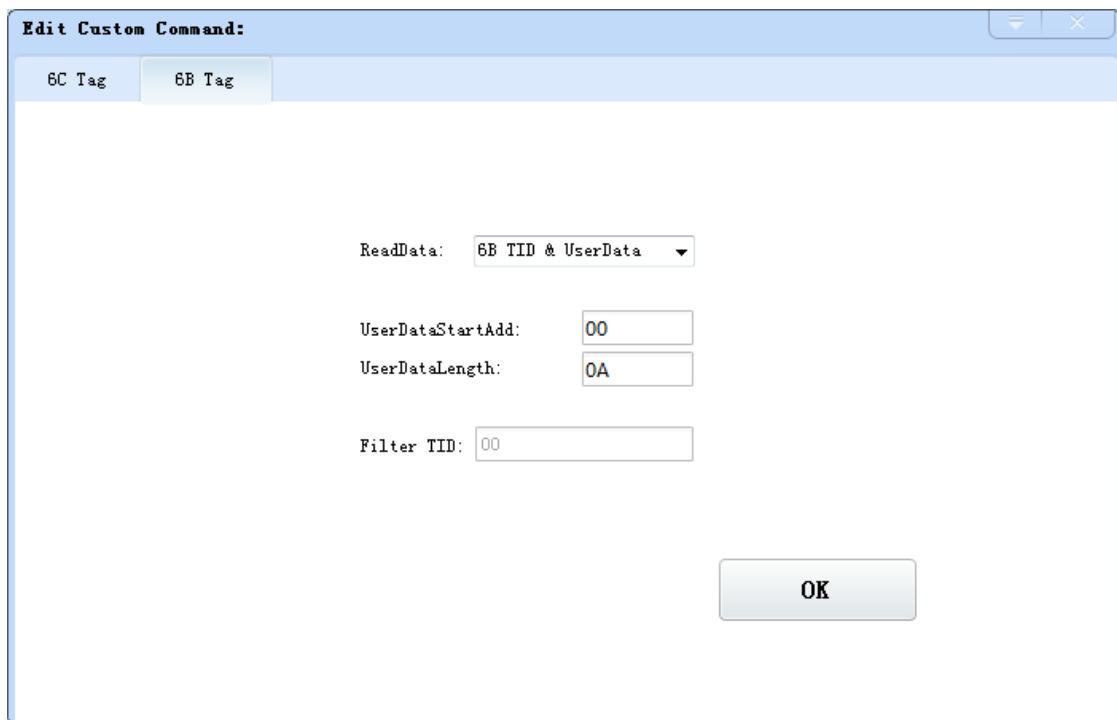 Edit Custom Command:
6C Tag 6B Tag
ReadData: 6B TID & UserData
UserDataStartAdd: 00
UserDataLength: 0A
Filter TID: 00
OK